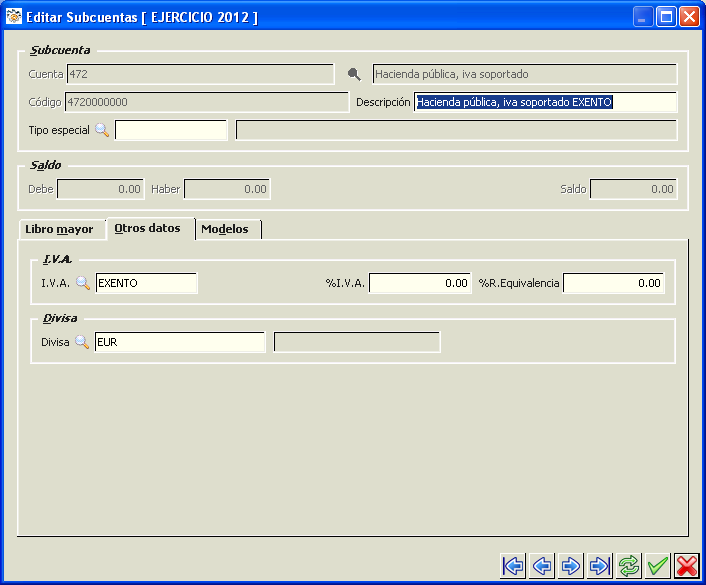 Editar Subcuentas [ EJERCICIO 2012 ]
Subcuenta
Cuenta 472 Hacienda pública, iva soportado
Código 4720000000 Descripción Hacienda pública, iva soportado EXENTO
Tipo especial
Saldo
Debe 0.00 Haber 0.00 Saldo 0.00
Libro mayor Otros datos Modelos
I.V.A.
I.V.A. EXENTO %I.V.A. 0.00 %R.Equivalencia 0.00
Divisa
Divisa EUR